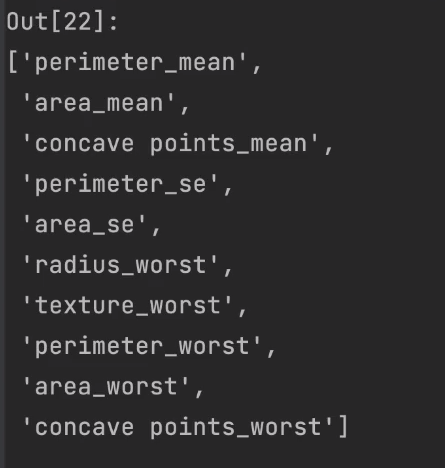 Out[22]:
['perimeter_mean',
 'area_mean',
 'concave points_mean',
 'perimeter_se',
 'area_se',
 'radius_worst',
 'texture_worst',
 'perimeter_worst',
 'area_worst',
 'concave points_worst']